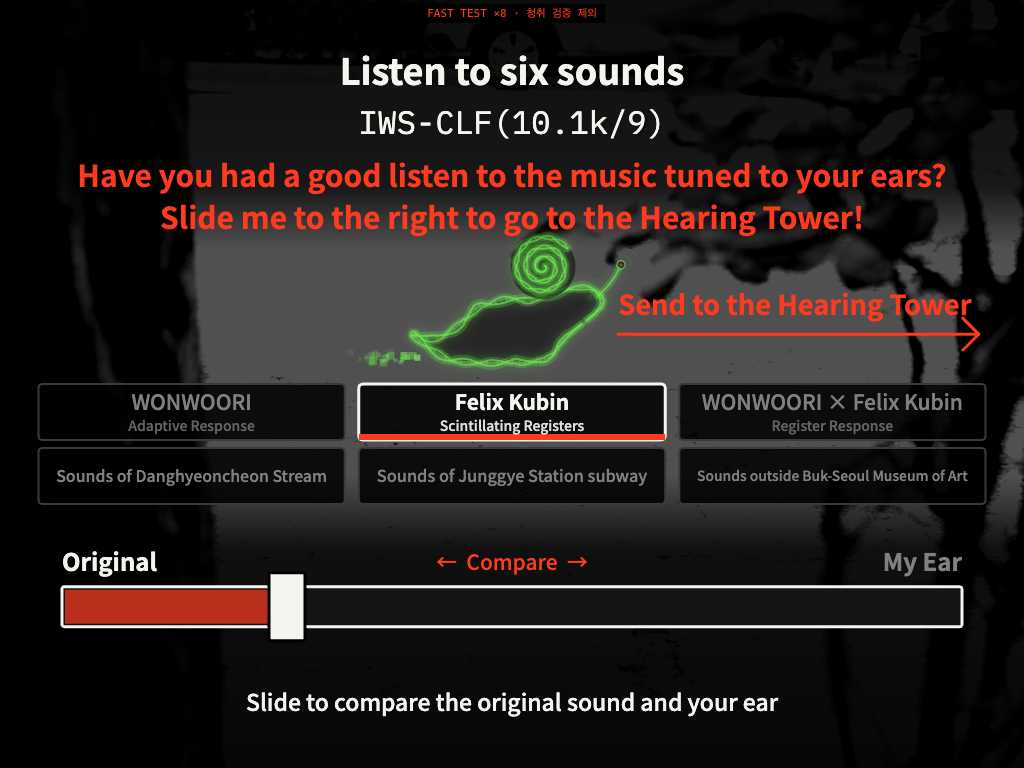 FAST TEST ×8 · 청취 검증 제외
Listen to six sounds
IWS-CLF(10.1k/9)
Have you had a good listen to the music tuned to your ears?
Slide me to the right to go to the Hearing Tower!
Send to the Hearing Tower
WONWOORI
Adaptive Response
Felix Kubin
Scintillating Registers
WONWOORI × Felix Kubin
Register Response
Sounds of Danghyeoncheon Stream
Sounds of Junggye Station subway
Sounds outside Buk-Seoul Museum of Art
Original
← Compare →
My Ear
Slide to compare the original sound and your ear